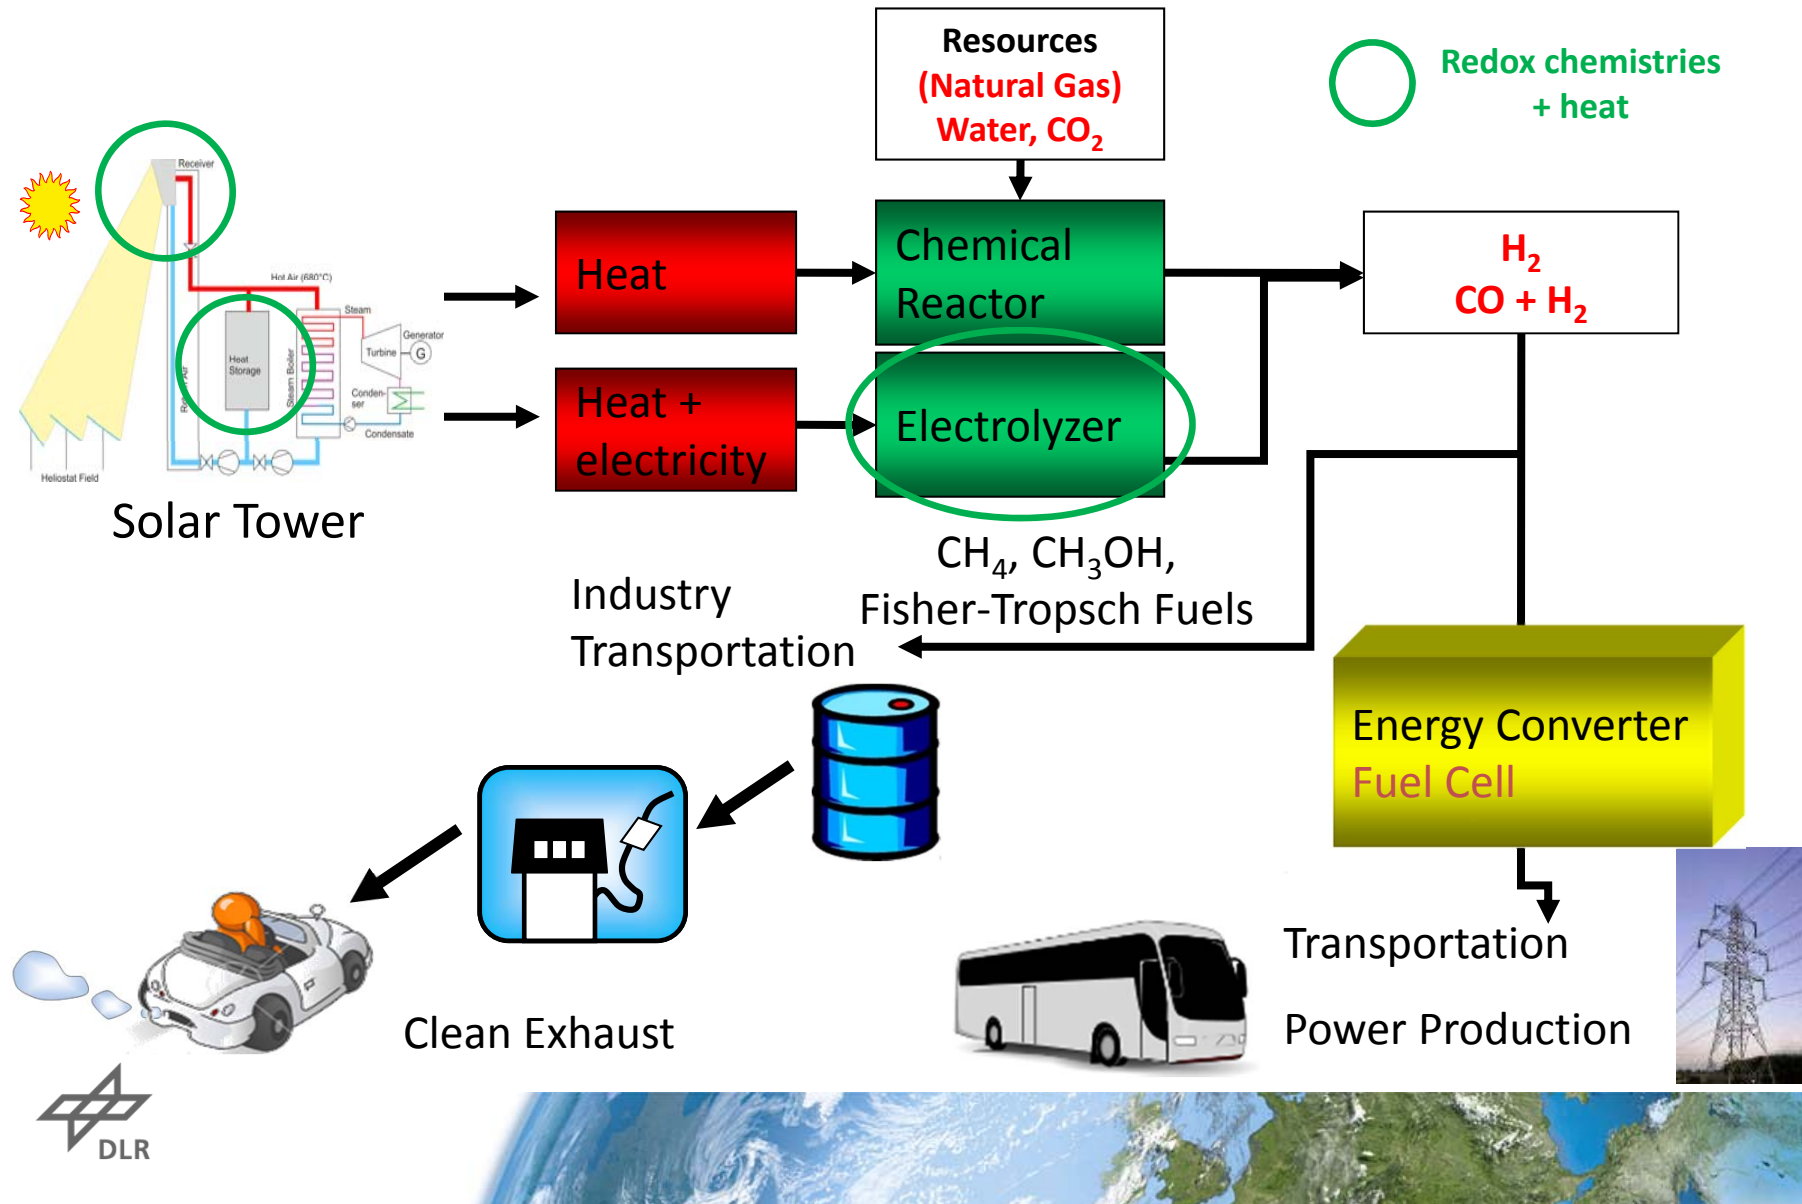 Resources
(Natural Gas)
Water, CO₂
Redox chemistries
+ heat
Receiver
Hot Air (680°C)
Steam
Generator
Turbine
G
Heat
Storage
Steam Boiler
Air
Conden-
ser
Condensate
Heliostat Field
Solar Tower
Heat
Chemical
Reactor
H₂
CO + H₂
Heat +
electricity
Electrolyzer
CH₄, CH₃OH,
Fisher-Tropsch Fuels
Industry
Transportation
Energy Converter
Fuel Cell
Transportation
Power Production
Clean Exhaust
DLR